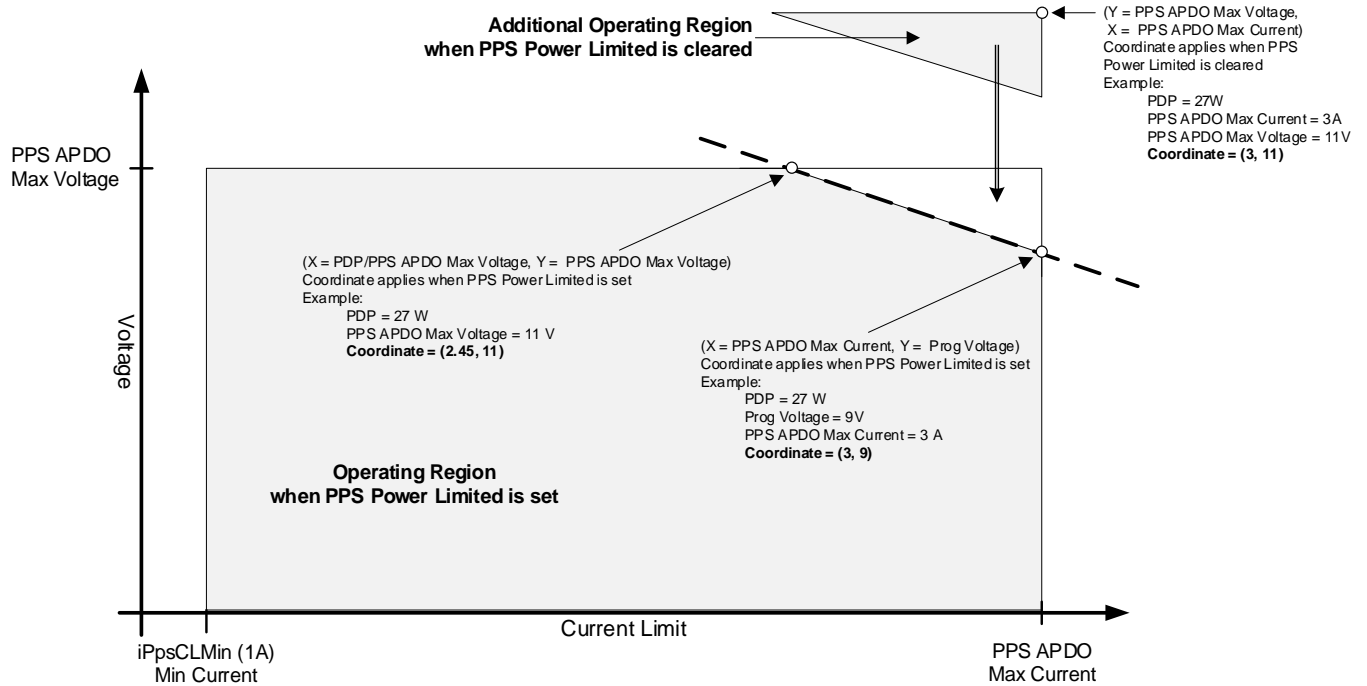 Additional Operating Region
when PPS Power Limited is cleared
(Y = PPS APDO Max Voltage,
X = PPS APDO Max Current)
Coordinate applies when PPS
Power Limited is cleared
Example:
PDP = 27W
PPS APDO Max Current = 3A
PPS APDO Max Voltage = 11V
Coordinate = (3, 11)
PPS APDO
Max Voltage
(X = PDP/PPS APDO Max Voltage, Y = PPS APDO Max Voltage)
Coordinate applies when PPS Power Limited is set
Example:
PDP = 27 W
PPS APDO Max Voltage = 11 V
Coordinate = (2.45, 11)
Voltage
(X = PPS APDO Max Current, Y = Prog Voltage)
Coordinate applies when PPS Power Limited is set
Example:
PDP = 27 W
Prog Voltage = 9V
PPS APDO Max Current = 3 A
Coordinate = (3, 9)
Operating Region
when PPS Power Limited is set
Current Limit
iPpsCLMin (1A)
Min Current
PPS APDO
Max Current